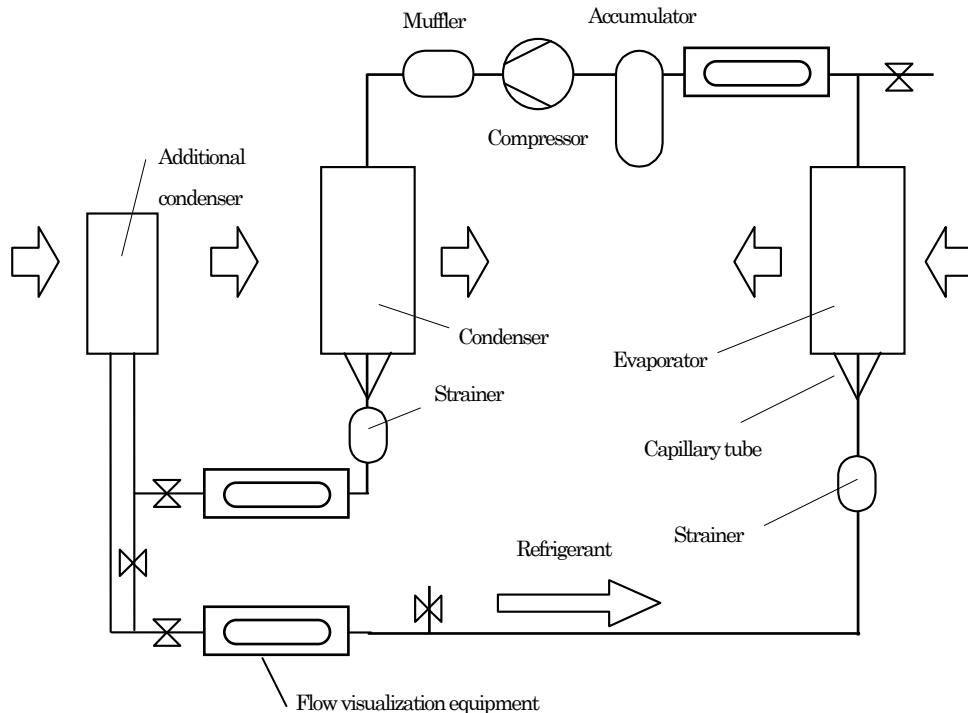 Muffler
Accumulator
Compressor
Additional
condenser
Condenser
Evaporator
Strainer
Capillary tube
Strainer
Refrigerant
Flow visualization equipment